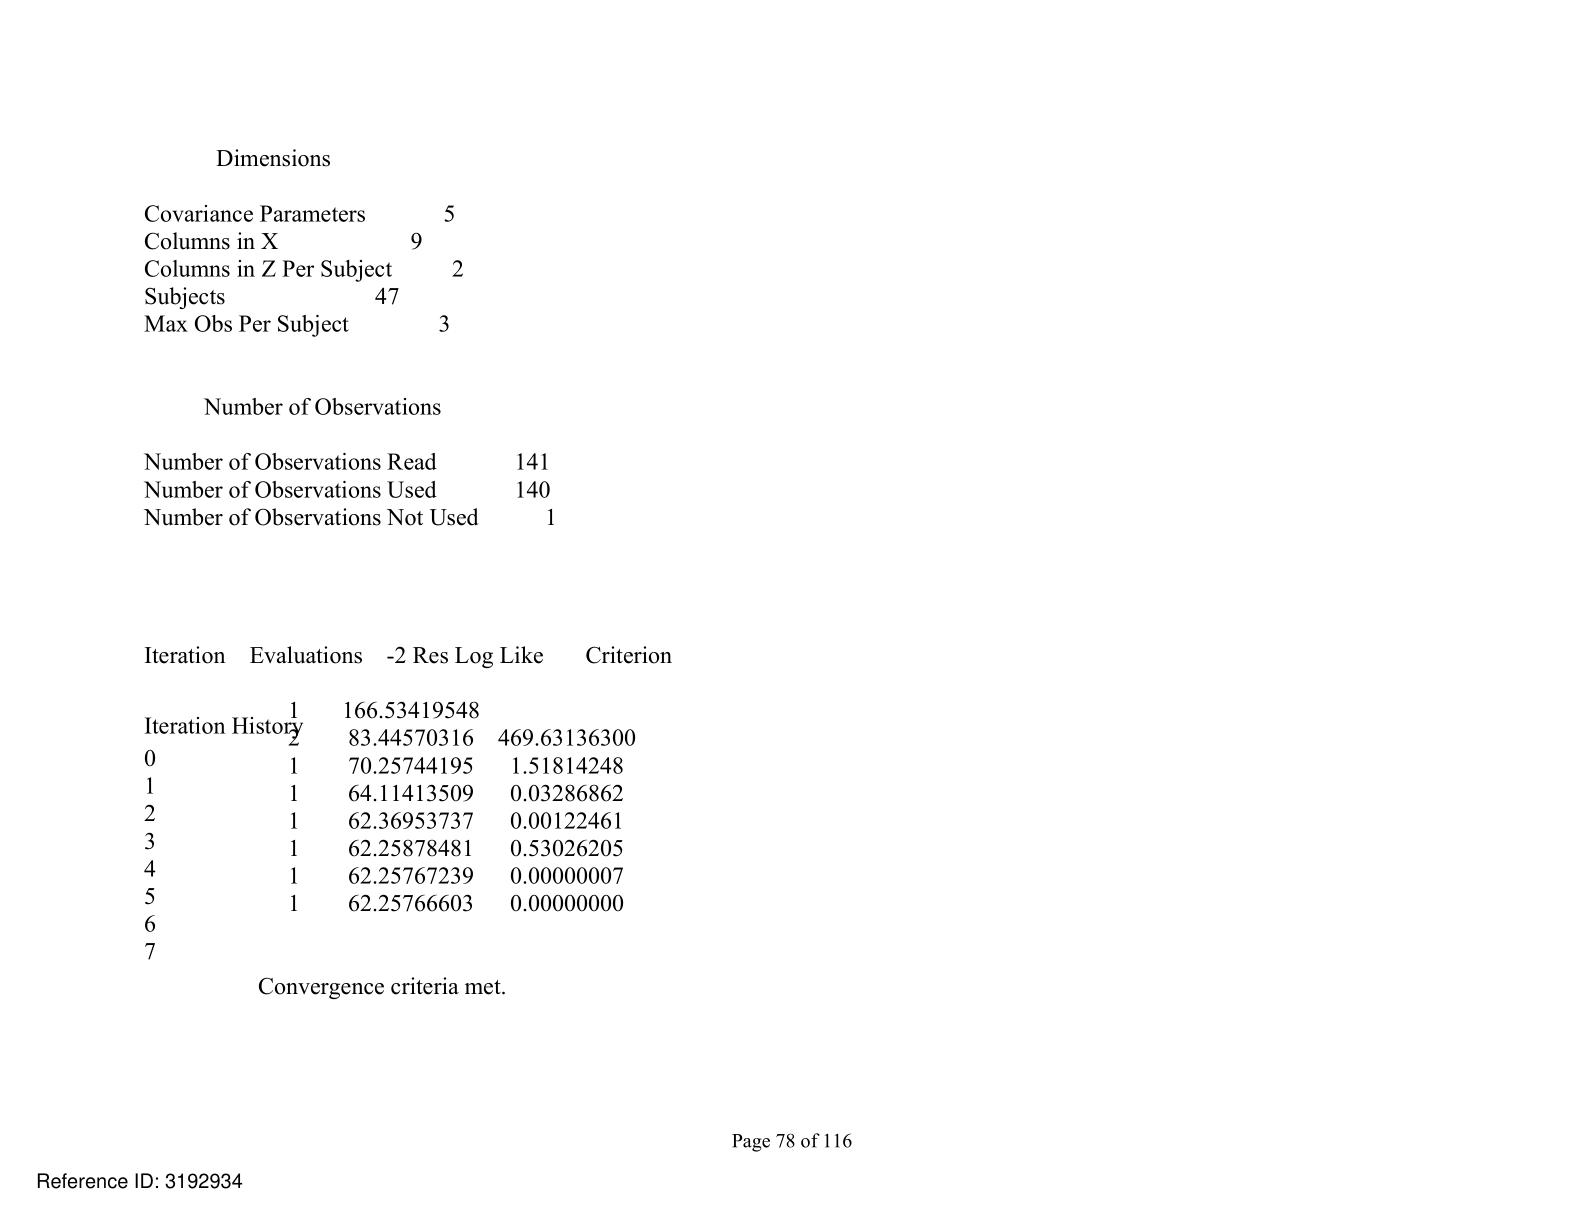 Dimensions
Covariance Parameters 5
Columns in X 9
Columns in Z Per Subject 2
Subjects 47
Max Obs Per Subject 3
Number of Observations
Number of Observations Read 141
Number of Observations Used 140
Number of Observations Not Used 1
Iteration Evaluations -2 Res Log Like Criterion
1 166.53419548
Iteration History
2 83.44570316 469.63136300
0
1 70.25744195 1.51814248
1
1 64.11413509 0.03286862
2
1 62.36953737 0.00122461
3
1 62.25878481 0.53026205
4
1 62.25767239 0.00000007
5
1 62.25766603 0.00000000
6
7
Convergence criteria met.
Page 78 of 116
Reference ID: 3192934